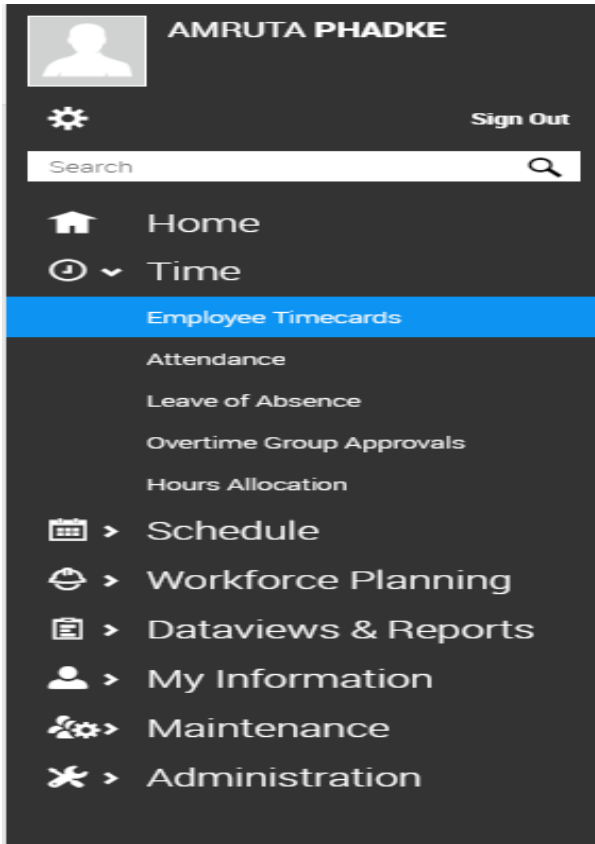 AMRUTA PHADKE
Sign Out
Search
Home
Time
Employee Timecards
Attendance
Leave of Absence
Overtime Group Approvals
Hours Allocation
Schedule
Workforce Planning
Dataviews & Reports
My Information
Maintenance
Administration